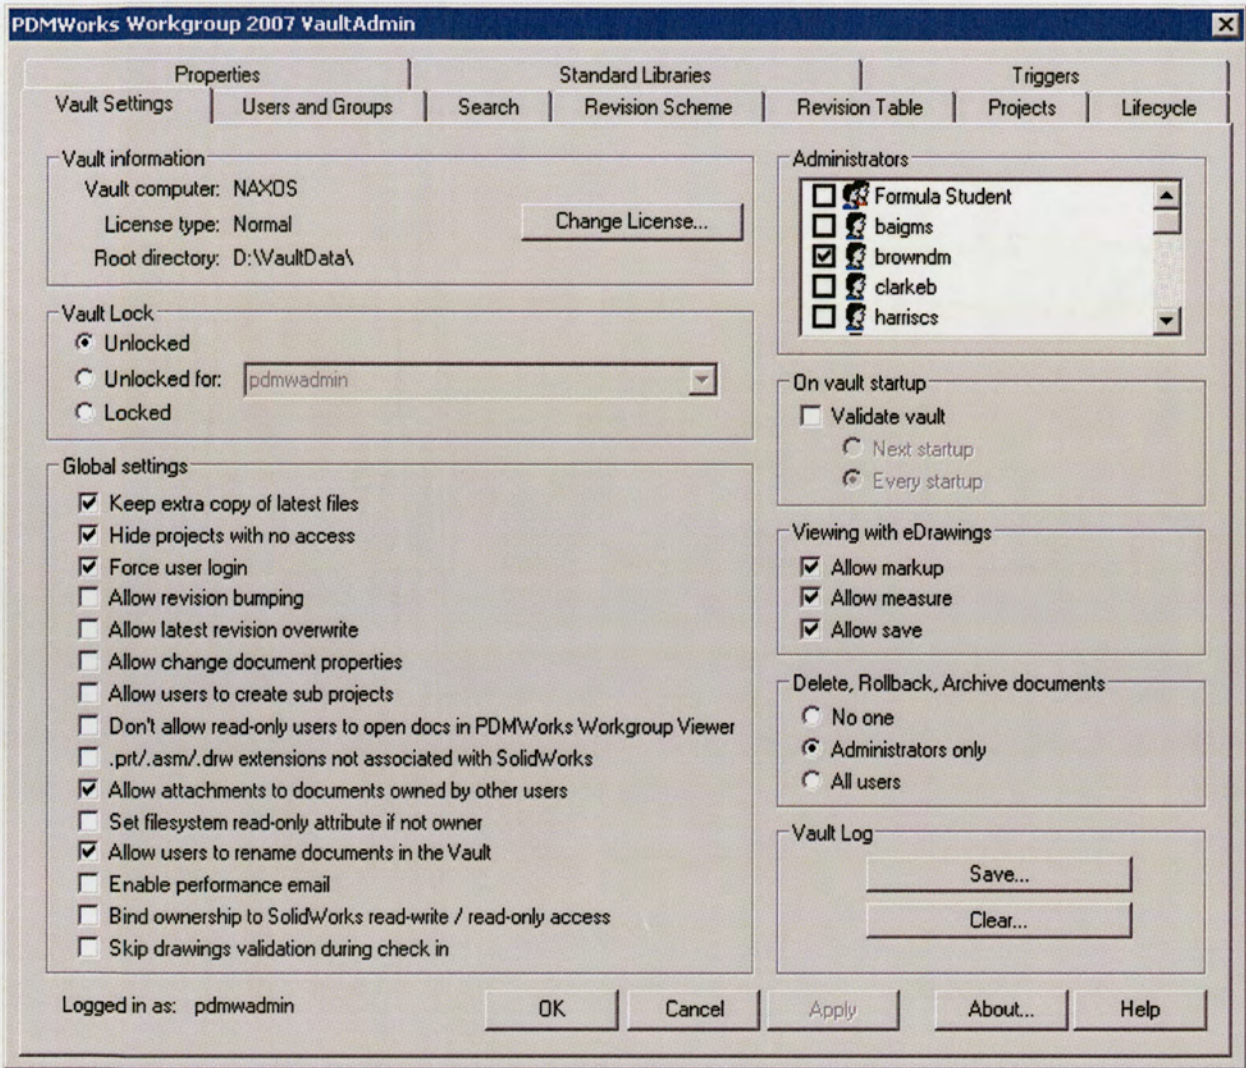 PDMWorks Workgroup 2007 VaultAdmin
Properties
Standard Libraries
Triggers
Vault Settings
Users and Groups
Search
Revision Scheme
Revision Table
Projects
Lifecycle
Vault information
Vault computer: NAXOS
License type: Normal
Change License...
Root directory: D:\VaultData\
Vault Lock
Unlocked
Unlocked for: pdmwadmin
Locked
Global settings
Keep extra copy of latest files
Hide projects with no access
Force user login
Allow revision bumping
Allow latest revision overwrite
Allow change document properties
Allow users to create sub projects
Don't allow read-only users to open docs in PDMWorks Workgroup Viewer
.prt/.asm/.drw extensions not associated with SolidWorks
Allow attachments to documents owned by other users
Set filesystem read-only attribute if not owner
Allow users to rename documents in the Vault
Enable performance email
Bind ownership to SolidWorks read-write / read-only access
Skip drawings validation during check in
Administrators
Formula Student
baigms
browndm
clarkeb
harriscs
On vault startup
Validate vault
Next startup
Every startup
Viewing with eDrawings
Allow markup
Allow measure
Allow save
Delete, Rollback, Archive documents
No one
Administrators only
All users
Vault Log
Save...
Clear...
Logged in as: pdmwadmin
OK
Cancel
Apply
About...
Help